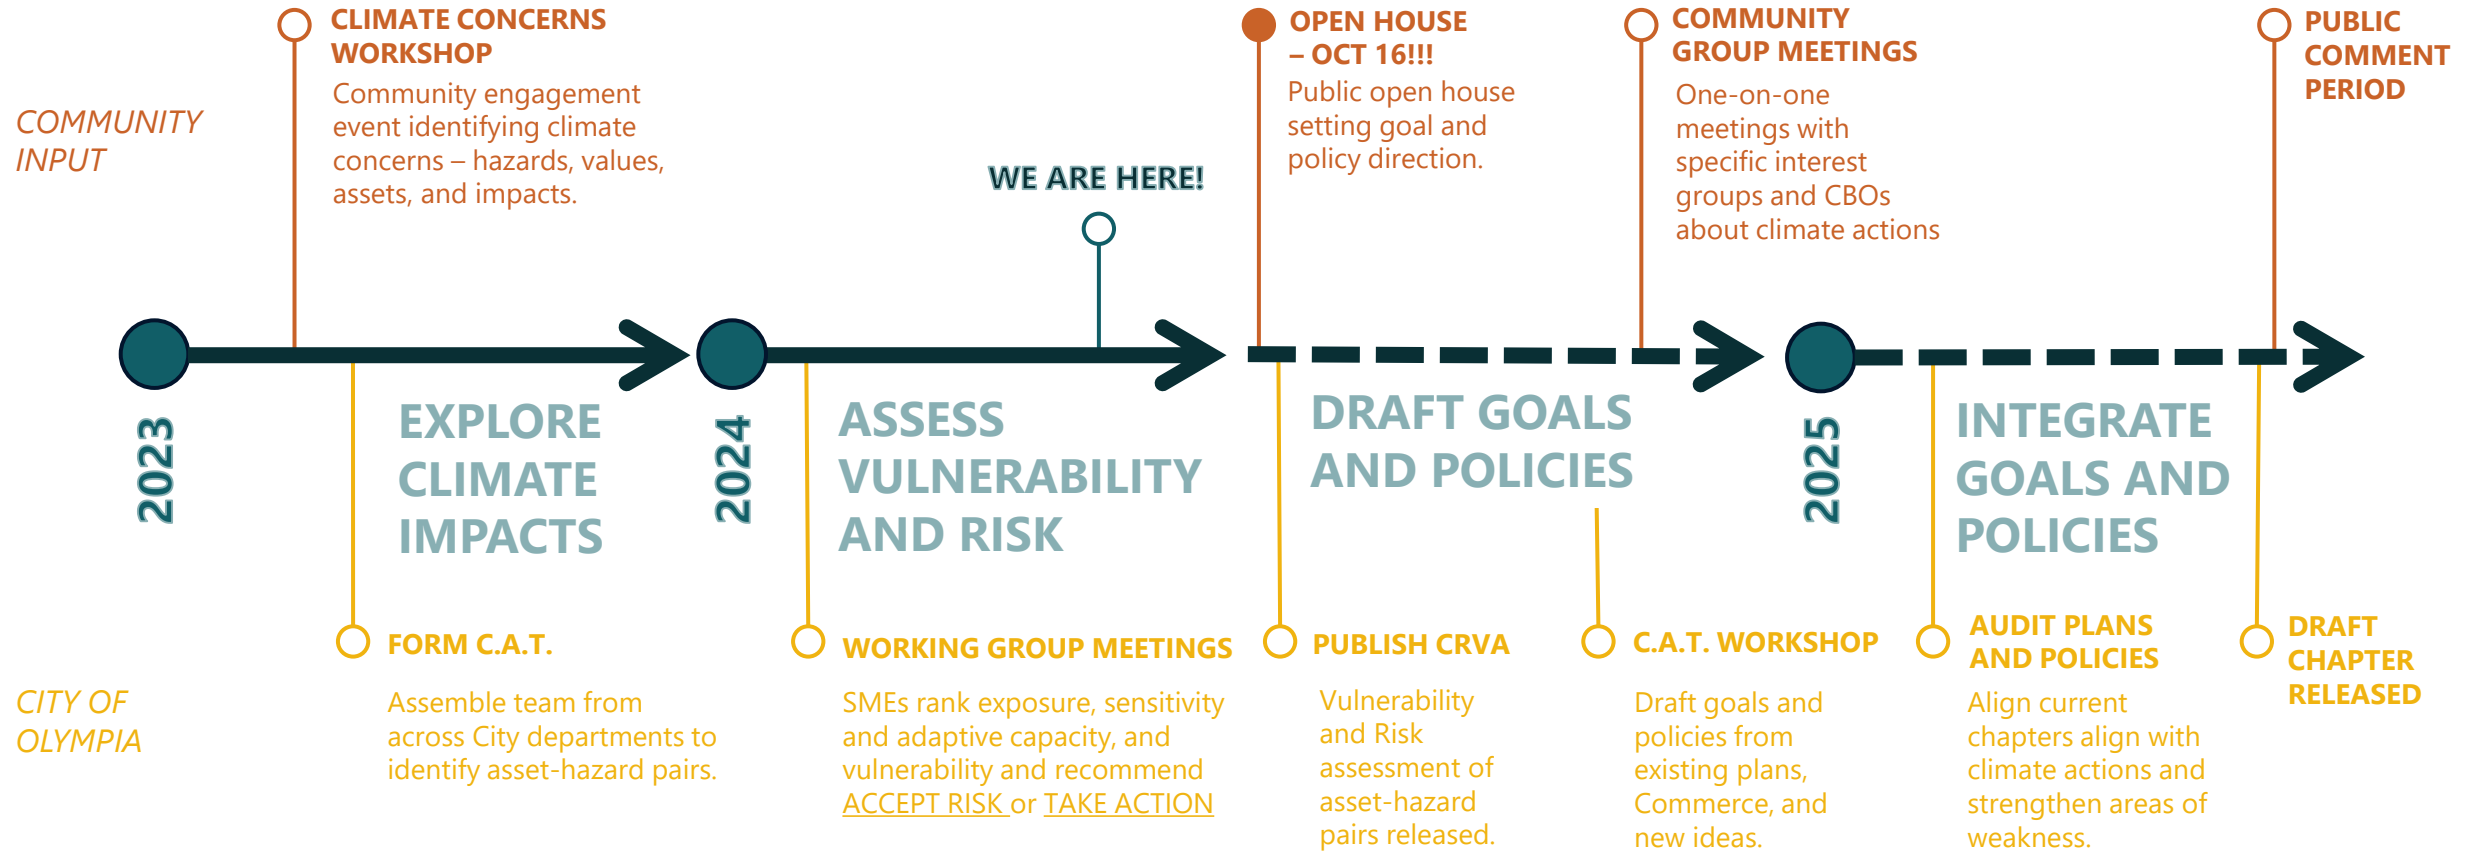 COMMUNITY
INPUT
CLIMATE CONCERNS
WORKSHOP
Community engagement
event identifying climate
concerns – hazards, values,
assets, and impacts.
WE ARE HERE!
OPEN HOUSE
– OCT 16!!!
Public open house
setting goal and
policy direction.
COMMUNITY
GROUP MEETINGS
One-on-one
meetings with
specific interest
groups and CBOs
about climate actions
PUBLIC
COMMENT
PERIOD
2023
EXPLORE
CLIMATE
IMPACTS
2024
ASSESS
VULNERABILITY
AND RISK
DRAFT GOALS
AND POLICIES
2025
INTEGRATE
GOALS AND
POLICIES
CITY OF
OLYMPIA
FORM C.A.T.
Assemble team from
across City departments to
identify asset-hazard pairs.
WORKING GROUP MEETINGS
SMEs rank exposure, sensitivity
and adaptive capacity, and
vulnerability and recommend
ACCEPT RISK or TAKE ACTION
PUBLISH CRVA
Vulnerability
and Risk
assessment of
asset-hazard
pairs released.
C.A.T. WORKSHOP
Draft goals and
policies from
existing plans,
Commerce, and
new ideas.
AUDIT PLANS
AND POLICIES
Align current
chapters align with
climate actions and
strengthen areas of
weakness.
DRAFT
CHAPTER
RELEASED